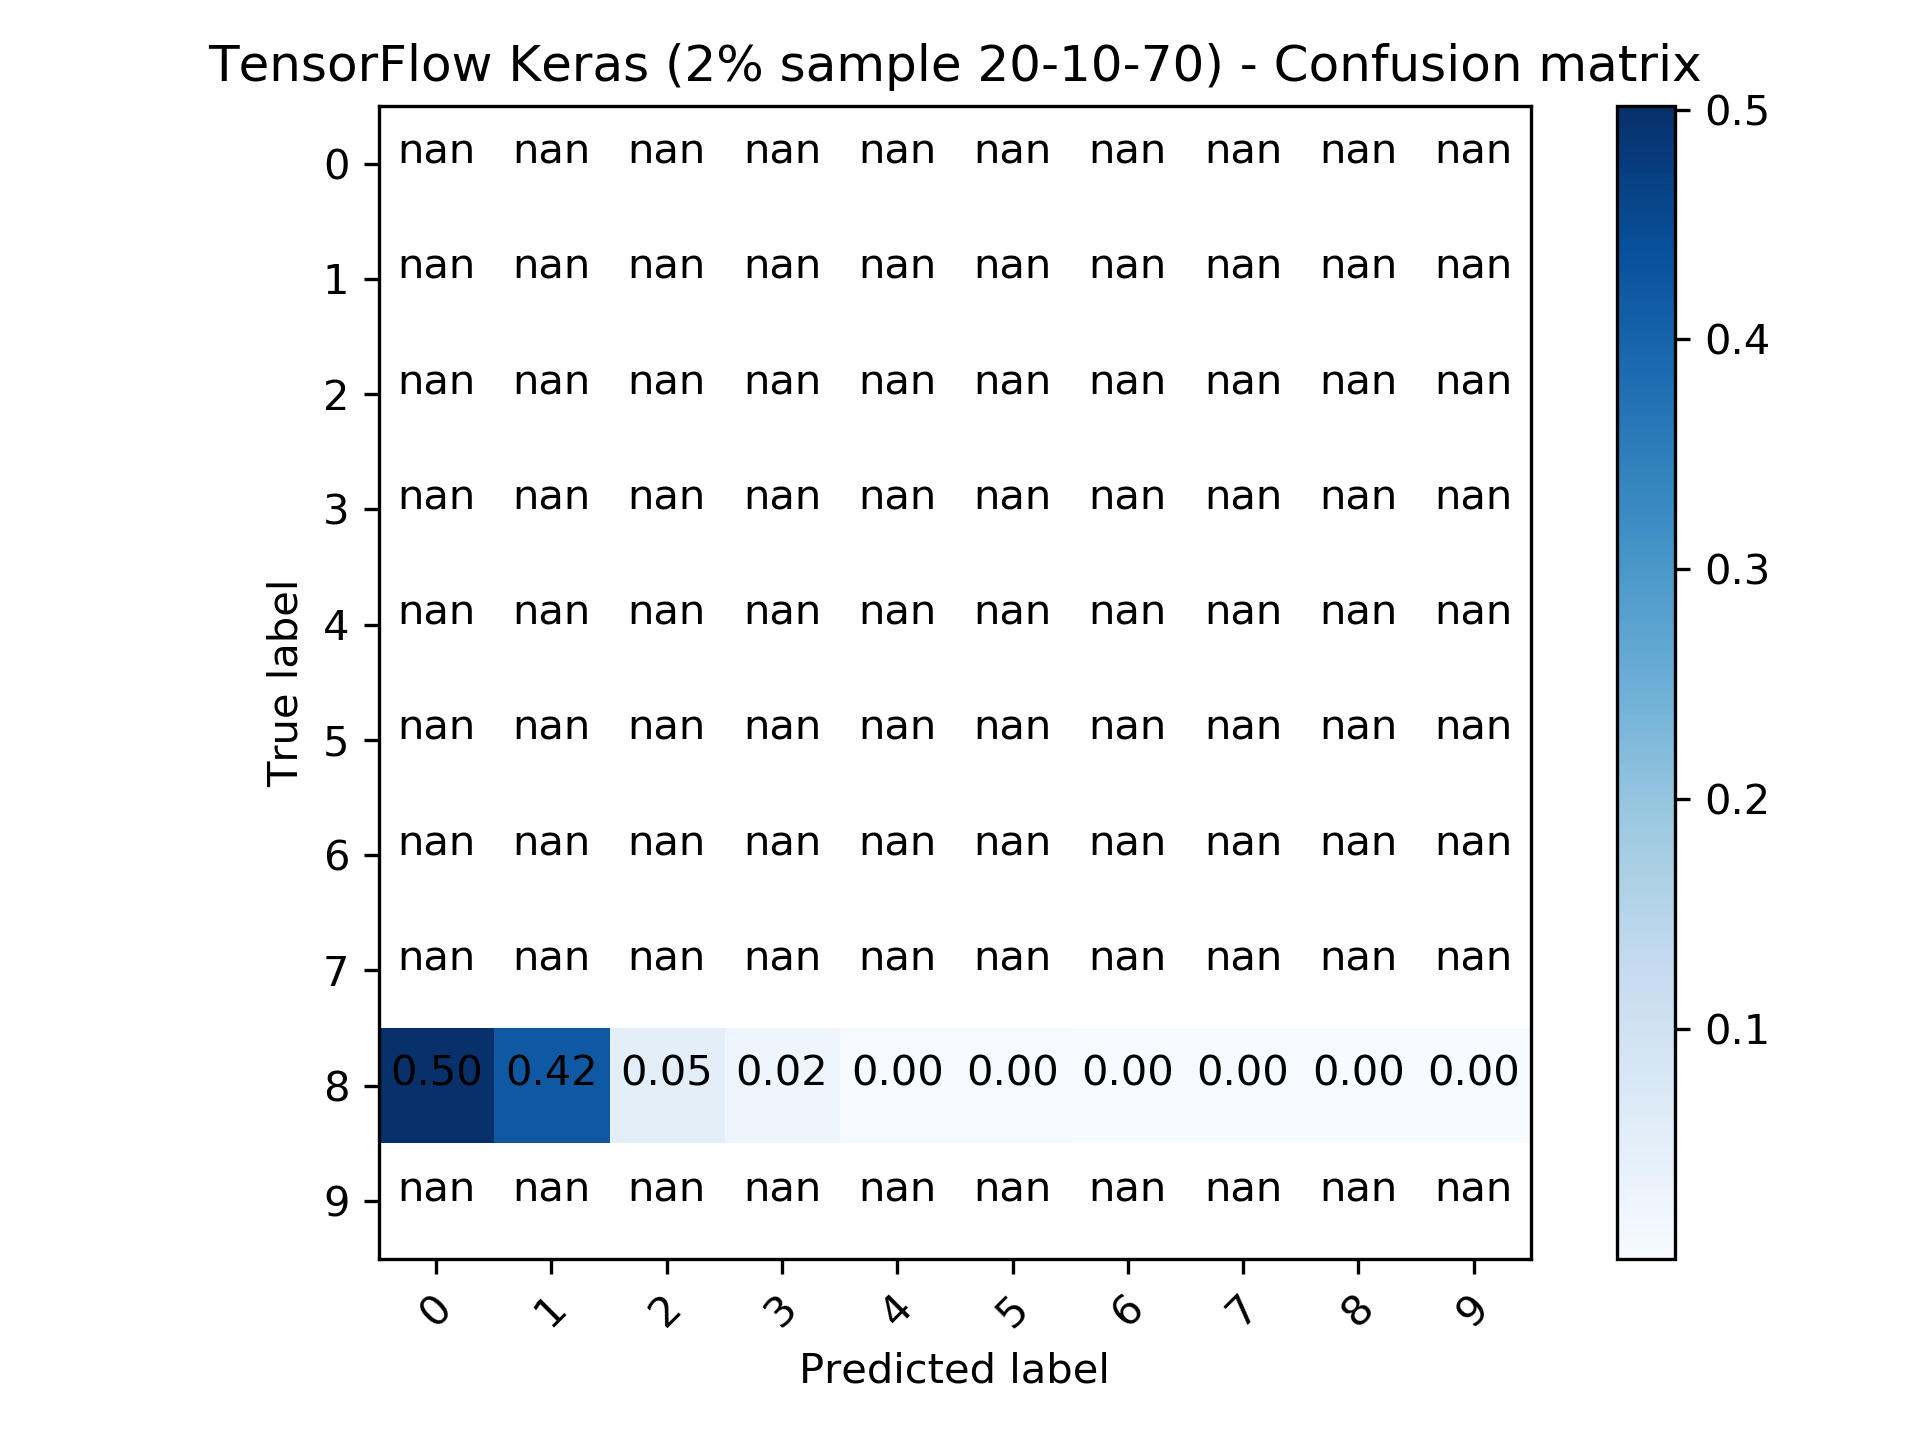 TensorFlow Keras (2% sample 20-10-70) - Confusion matrix
0 nan nan nan nan nan nan nan nan nan nan
1 nan nan nan nan nan nan nan nan nan nan
2 nan nan nan nan nan nan nan nan nan nan
3 nan nan nan nan nan nan nan nan nan nan
4 nan nan nan nan nan nan nan nan nan nan
5 nan nan nan nan nan nan nan nan nan nan
6 nan nan nan nan nan nan nan nan nan nan
7 nan nan nan nan nan nan nan nan nan nan
8 0.50 0.42 0.05 0.02 0.00 0.00 0.00 0.00 0.00 0.00
9 nan nan nan nan nan nan nan nan nan nan
0 1 2 3 4 5 6 7 8 9
Predicted label
True label
0.5
0.4
0.3
0.2
0.1